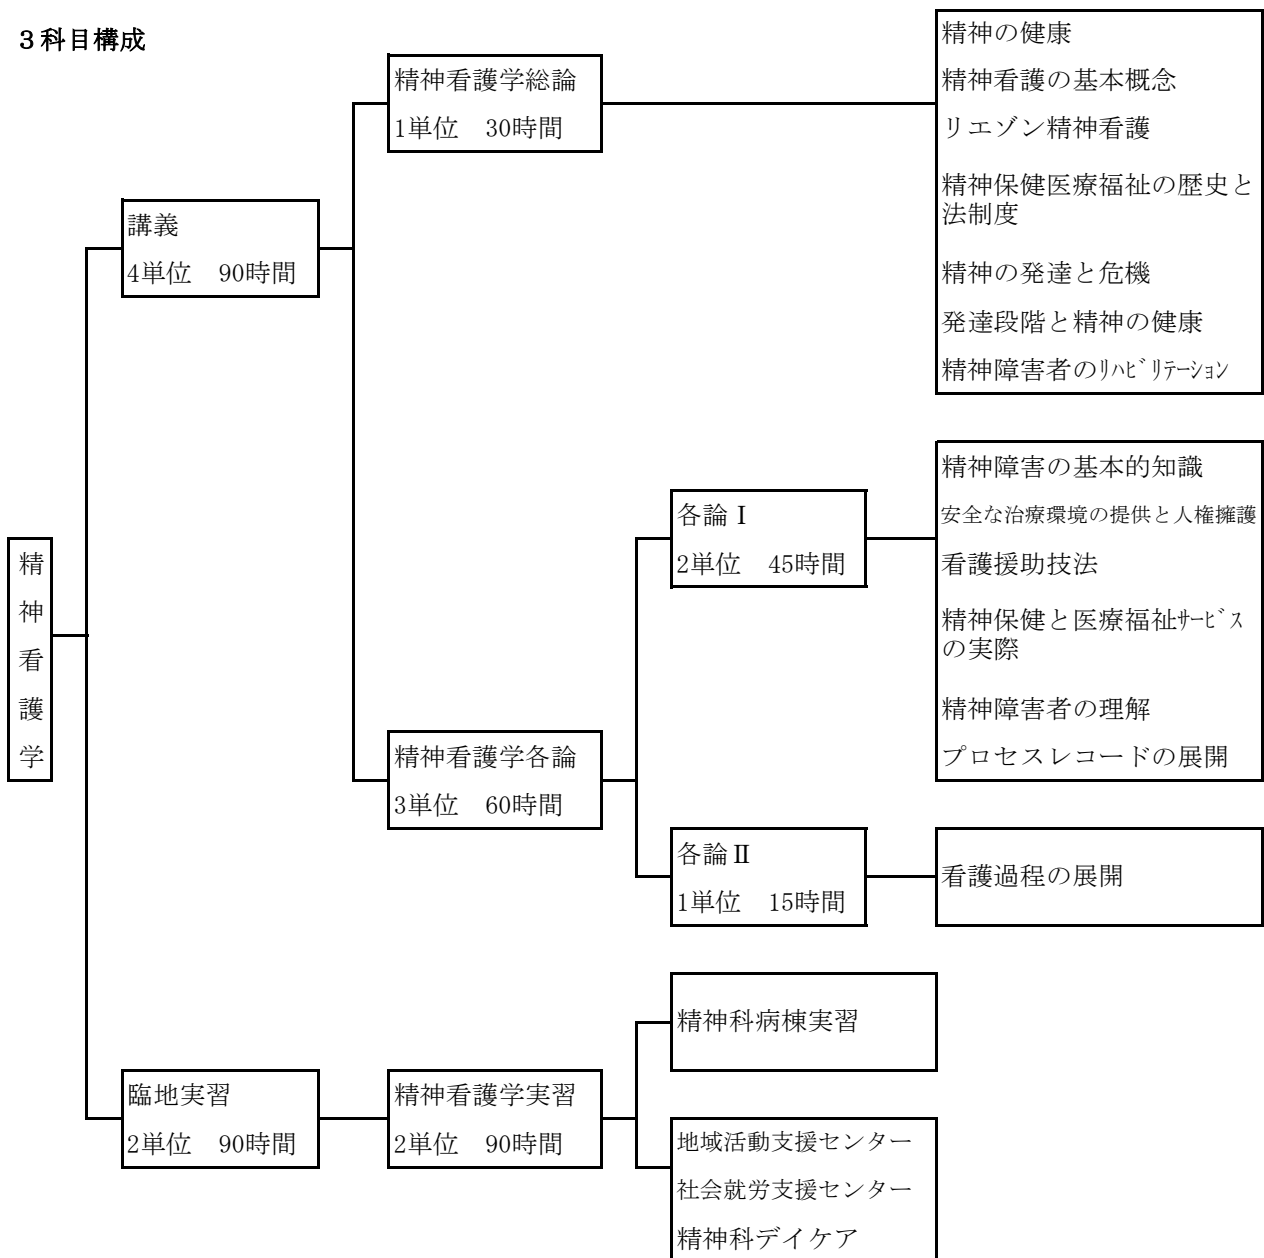 3科目構成
精神看護学
講義
4単位　90時間
精神看護学総論
1単位　30時間
精神の健康
精神看護の基本概念
リエゾン精神看護
精神保健医療福祉の歴史と
法制度
精神の発達と危機
発達段階と精神の健康
精神障害者のﾘﾊﾋﾞﾘﾃｰｼｮﾝ
精神看護学各論
3単位　60時間
各論Ⅰ
2単位　45時間
精神障害の基本的知識
安全な治療環境の提供と人権擁護
看護援助技法
精神保健と医療福祉ｻｰﾋﾞｽ
の実際
精神障害者の理解
プロセスレコードの展開
各論Ⅱ
1単位　15時間
看護過程の展開
臨地実習
2単位　90時間
精神看護学実習
2単位　90時間
精神科病棟実習
地域活動支援センター
社会就労支援センター
精神科デイケア